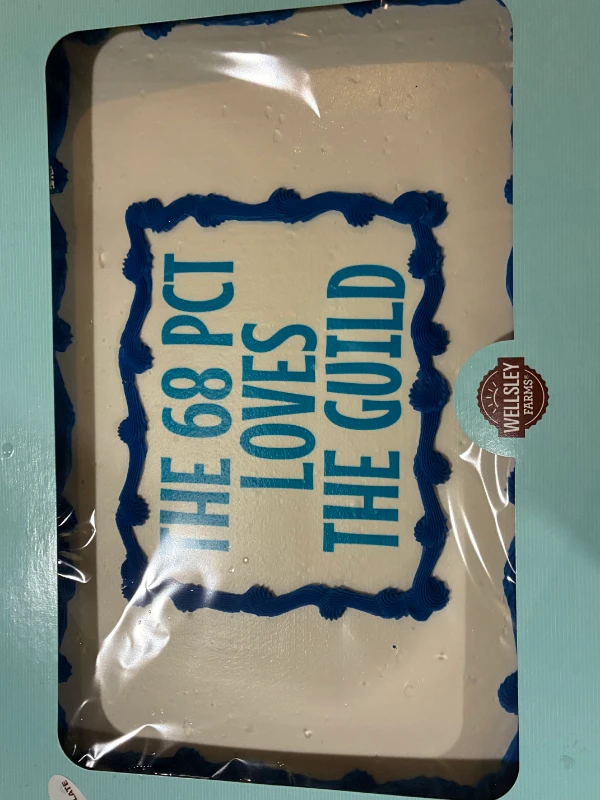 THE 68 PCT
LOVES
THE GUILD
WELLSLEY
FARMS®